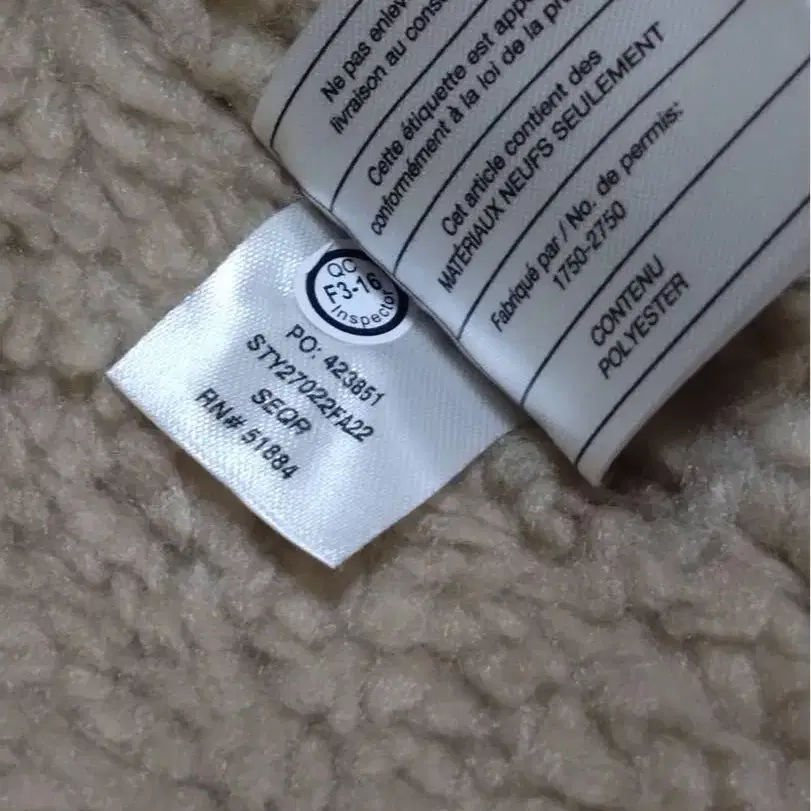 Ne pas enlev
livraison au cons
Cette étiquette est app
conformément à la loi de la pr
Cet article contient des
MATÉRIAUX NEUFS SEULEMENT
Fabriqué par / No. de permis:
1750-2750
CONTENU
POLYESTER
QC
F3-16
Inspector
PO: 423851
STY27022FA22
SEQR
RN# 51884